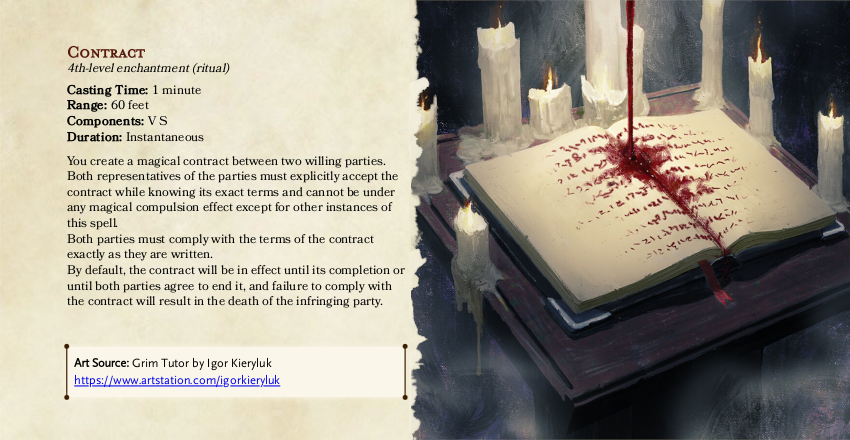 Contract
4th-level enchantment (ritual)
Casting Time: 1 minute
Range: 60 feet
Components: V S
Duration: Instantaneous
You create a magical contract between two willing parties.
Both representatives of the parties must explicitly accept the
contract while knowing its exact terms and cannot be under
any magical compulsion effect except for other instances of
this spell.
Both parties must comply with the terms of the contract
exactly as they are written.
By default, the contract will be in effect until its completion or
until both parties agree to end it, and failure to comply with
the contract will result in the death of the infringing party.
Art Source: Grim Tutor by Igor Kieryluk
https://www.artstation.com/igorkieryluk